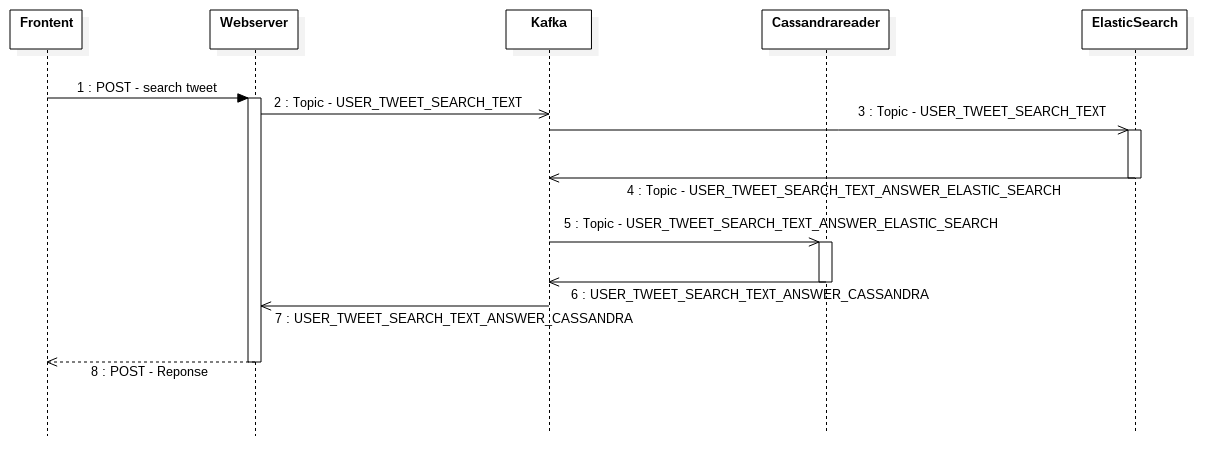 Frontent
Webserver
Kafka
Cassandrareader
ElasticSearch
1 : POST - search tweet
2 : Topic - USER_TWEET_SEARCH_TEXT
3 : Topic - USER_TWEET_SEARCH_TEXT
4 : Topic - USER_TWEET_SEARCH_TEXT_ANSWER_ELASTIC_SEARCH
5 : Topic - USER_TWEET_SEARCH_TEXT_ANSWER_ELASTIC_SEARCH
6 : USER_TWEET_SEARCH_TEXT_ANSWER_CASSANDRA
7 : USER_TWEET_SEARCH_TEXT_ANSWER_CASSANDRA
8 : POST - Reponse